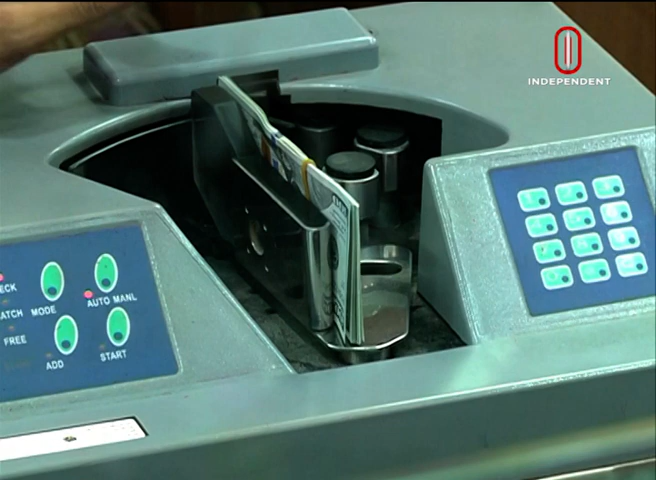 INDEPENDENT
ECK
MODE
AUTO MANL
ATCH
FREE
ADD
START